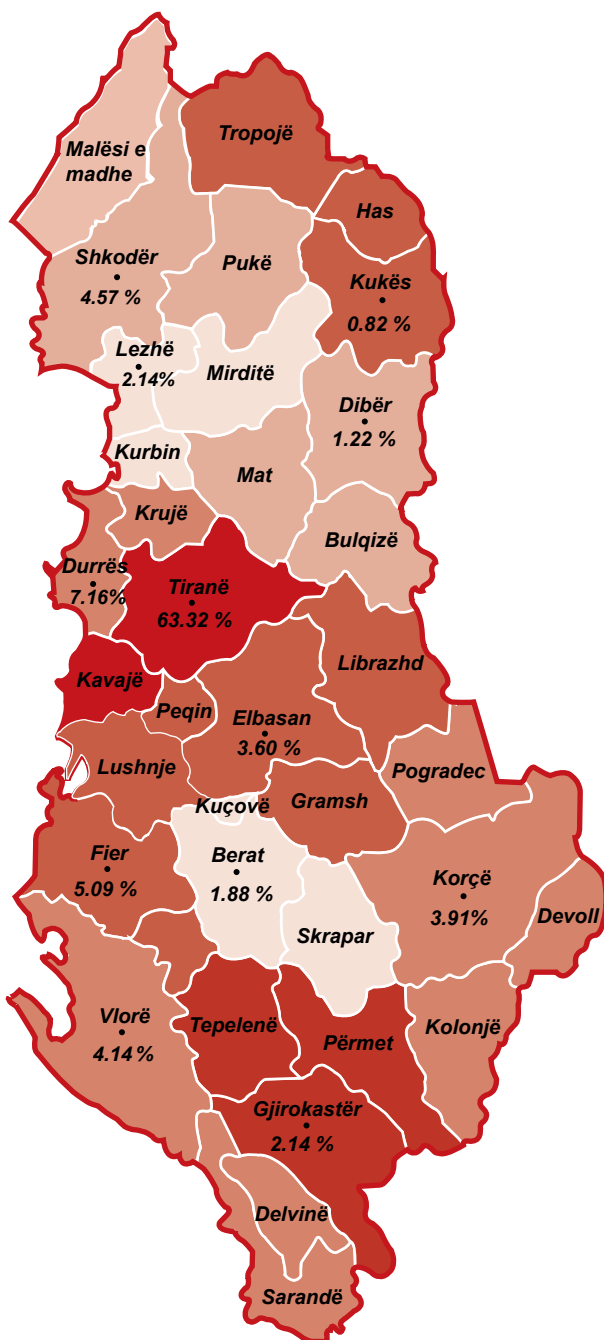 Tropojë
Malësi e
madhe
Has
Shkodër
4.57 %
Pukë
Kukës
0.82 %
Lezhë
2.14%
Mirditë
Dibër
1.22 %
Kurbin
Mat
Krujë
Bulqizë
Durrës
7.16%
Tiranë
63.32 %
Librazhd
Kavajë
Peqin
Elbasan
3.60 %
Lushnje
Pogradec
Kuçovë
Gramsh
Fier
5.09 %
Berat
1.88 %
Korçë
3.91%
Devoll
Skrapar
Vlorë
4.14 %
Tepelenë
Përmet
Kolonjë
Gjirokastër
2.14 %
Delvinë
Sarandë